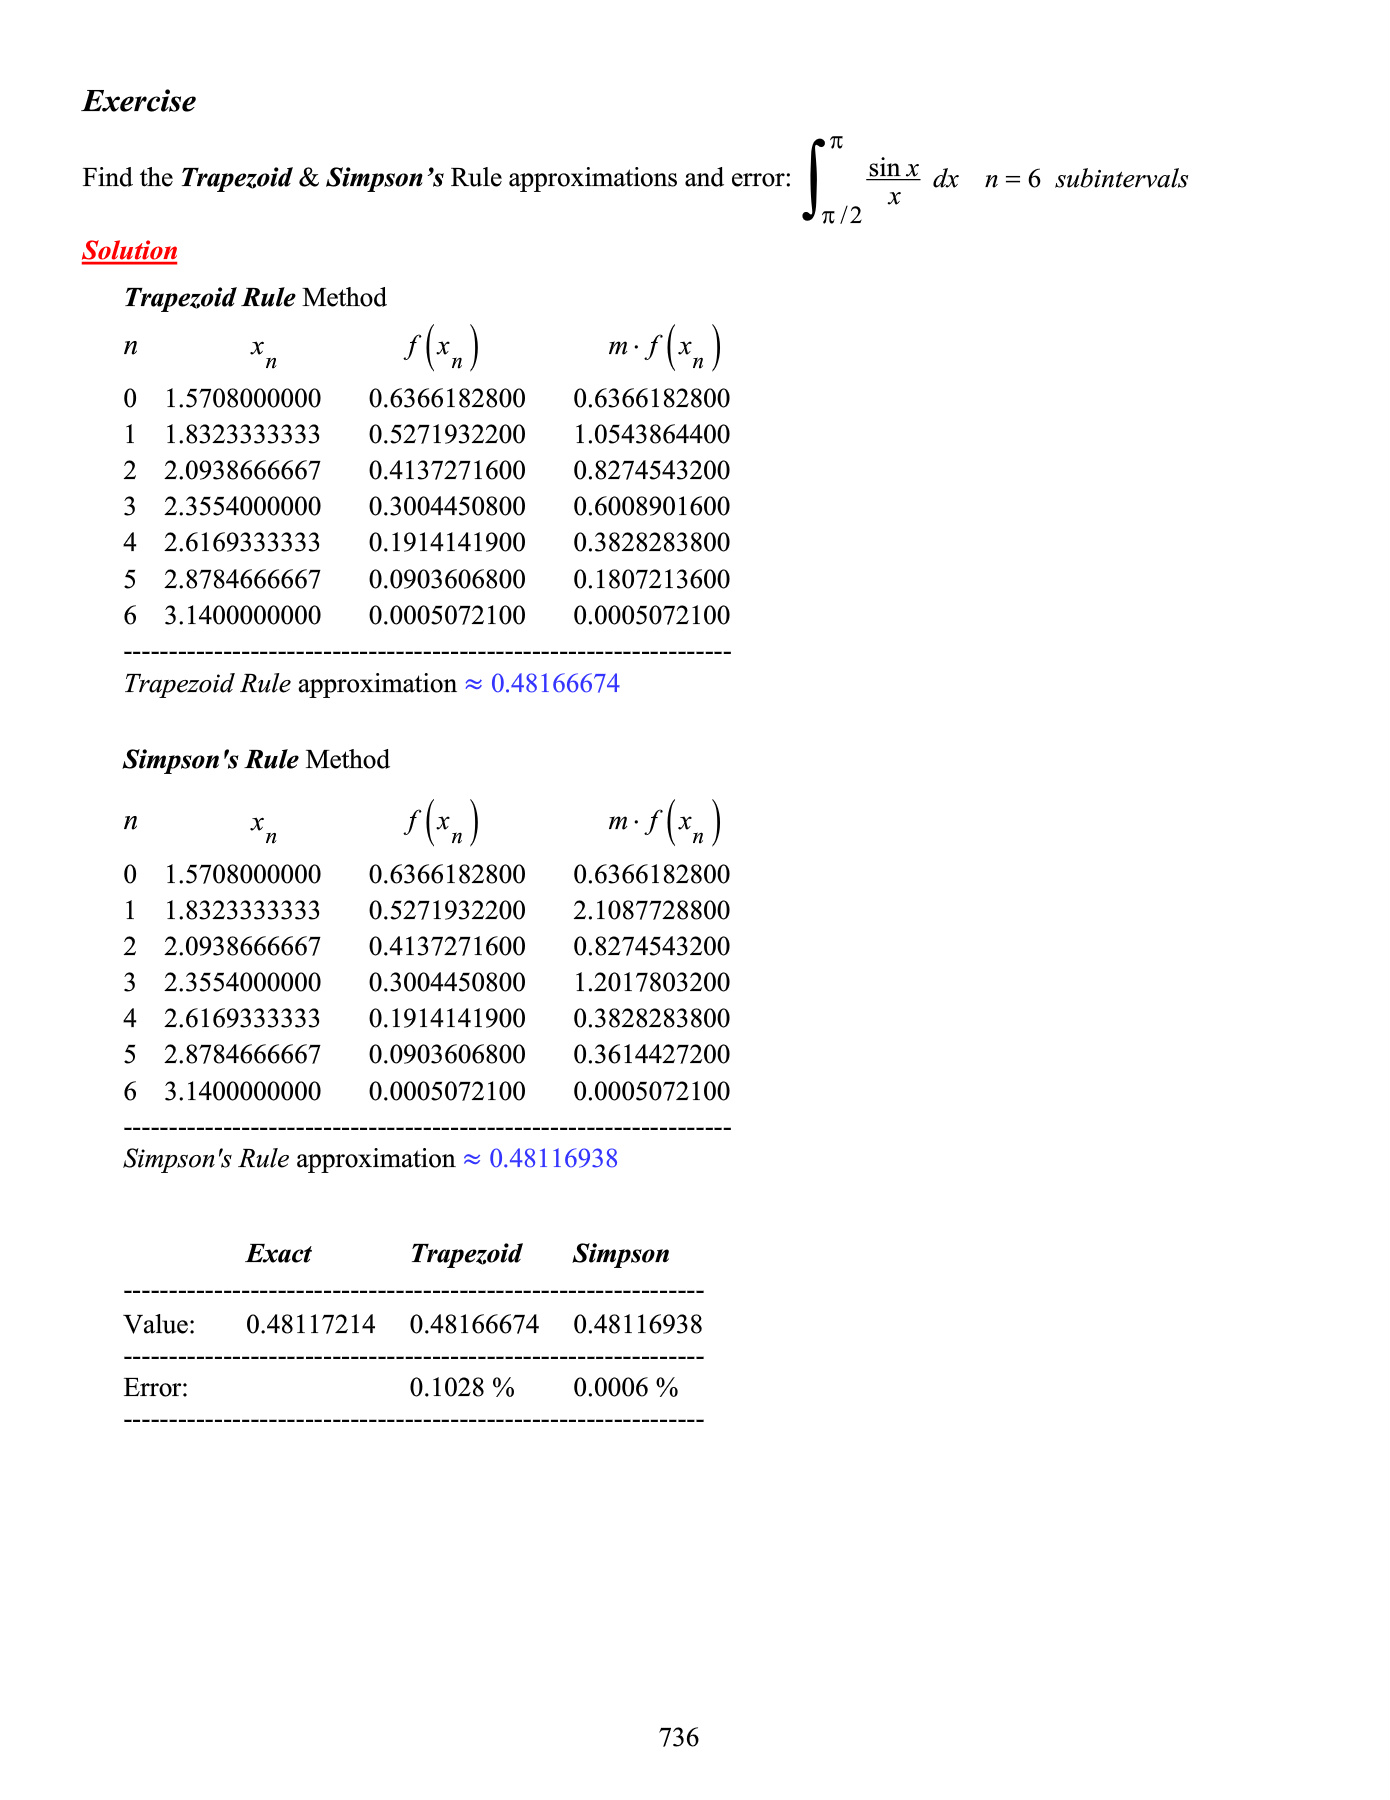 Exercise
Find the Trapezoid & Simpson’s Rule approximations and error: ∫_{π/2}^{π} \frac{sin x}{x} dx n = 6 subintervals
Solution
Trapezoid Rule Method
n x_n f(x_n) m · f(x_n)
0 1.5708000000 0.6366182800 0.6366182800
1 1.8323333333 0.5271932200 1.0543864400
2 2.0938666667 0.4137271600 0.8274543200
3 2.3554000000 0.3004450800 0.6008901600
4 2.6169333333 0.1914141900 0.3828283800
5 2.8784666667 0.0903606800 0.1807213600
6 3.1400000000 0.0005072100 0.0005072100
-------------------------------------------------------------------
Trapezoid Rule approximation ≈ 0.48166674
Simpson's Rule Method
n x_n f(x_n) m · f(x_n)
0 1.5708000000 0.6366182800 0.6366182800
1 1.8323333333 0.5271932200 2.1087728800
2 2.0938666667 0.4137271600 0.8274543200
3 2.3554000000 0.3004450800 1.2017803200
4 2.6169333333 0.1914141900 0.3828283800
5 2.8784666667 0.0903606800 0.3614427200
6 3.1400000000 0.0005072100 0.0005072100
-------------------------------------------------------------------
Simpson's Rule approximation ≈ 0.48116938
Exact Trapezoid Simpson
----------------------------------------------------------------
Value: 0.48117214 0.48166674 0.48116938
----------------------------------------------------------------
Error: 0.1028 % 0.0006 %
----------------------------------------------------------------
736